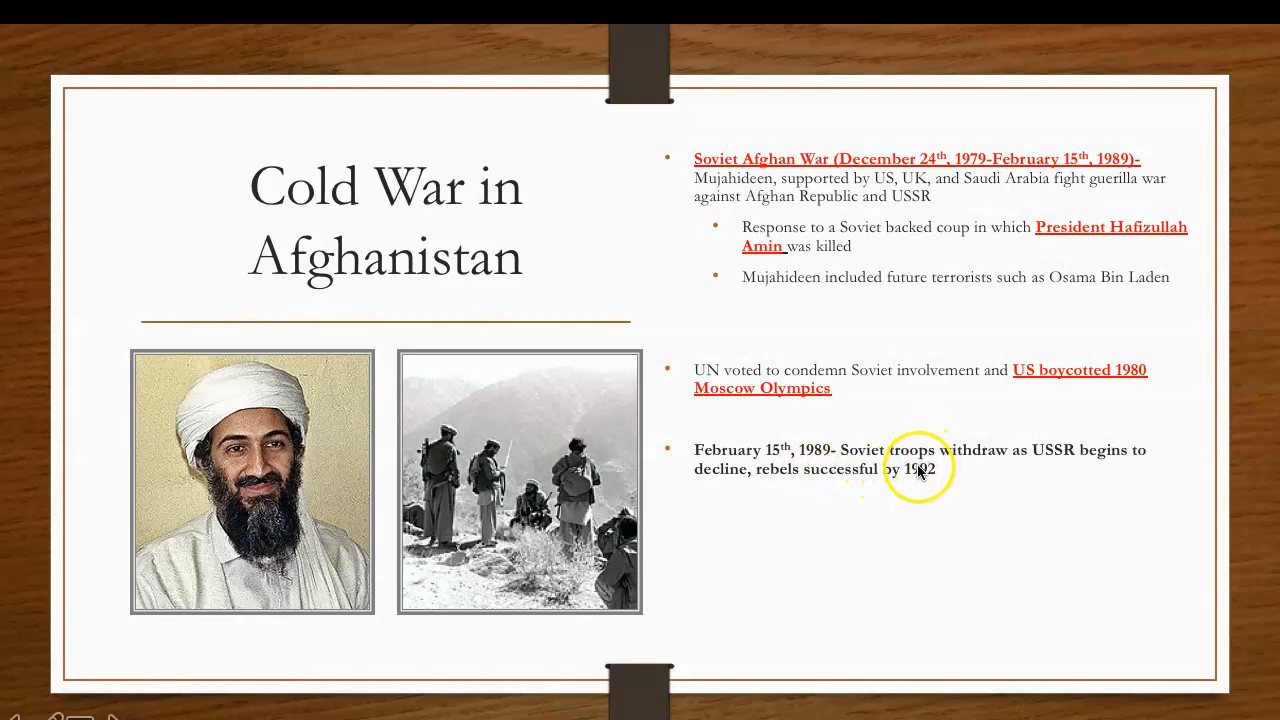 Cold War in
Afghanistan
Soviet Afghan War (December 24th, 1979-February 15th, 1989)-
Mujahideen, supported by US, UK, and Saudi Arabia fight guerilla war
against Afghan Republic and USSR
Response to a Soviet backed coup in which President Hafizullah
Amin was killed
Mujahideen included future terrorists such as Osama Bin Laden
UN voted to condemn Soviet involvement and US boycotted 1980
Moscow Olympics
February 15th, 1989- Soviet troops withdraw as USSR begins to
decline, rebels successful by 1992